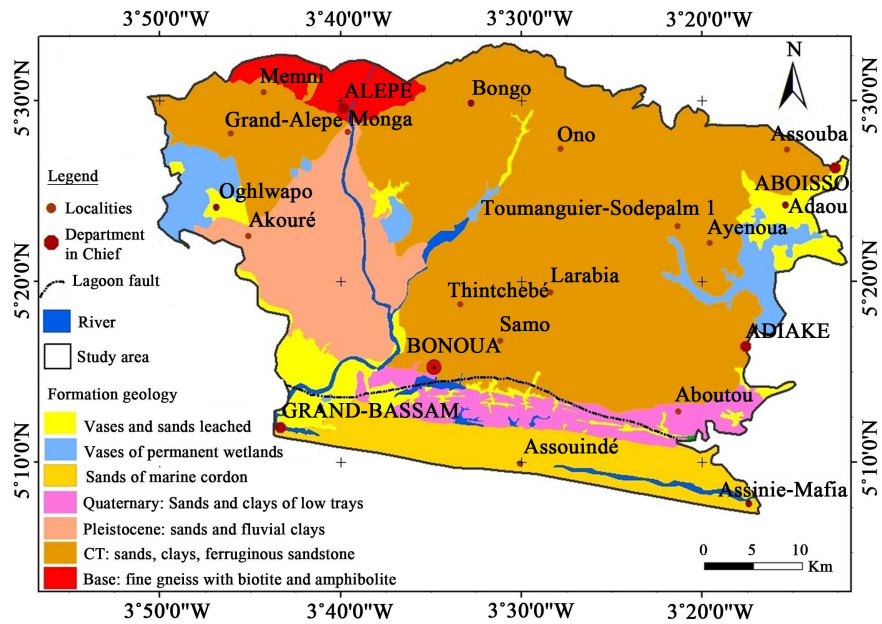 3°50'0"W 3°40'0"W 3°30'0"W 3°20'0"W
N
5°30'0"N
5°20'0"N
5°10'0"N
5°30'0"N
5°20'0"N
5°10'0"N
Memni
ALEPE
Bongo
Grand-Alepe
Monga
Ono
Assouba
ABOISSO
Oghlwapo
Toumanguier-Sodepalm 1
Adaou
Akouré
Ayenoua
Larabia
Thintchebé
Samo
ADIAKE
BONOUA
Aboutou
GRAND-BASSAM
Assouindé
Assinie-Mafia
Legend
Localities
Department
in Chief
Lagoon fault
River
Study area
Formation geology
Vases and sands leached
Vases of permanent wetlands
Sands of marine cordon
Quaternary: Sands and clays of low trays
Pleistocene: sands and fluvial clays
CT: sands, clays, ferruginous sandstone
Base: fine gneiss with biotite and amphibolite
0 5 10
Km
3°50'0"W 3°40'0"W 3°30'0"W 3°20'0"W